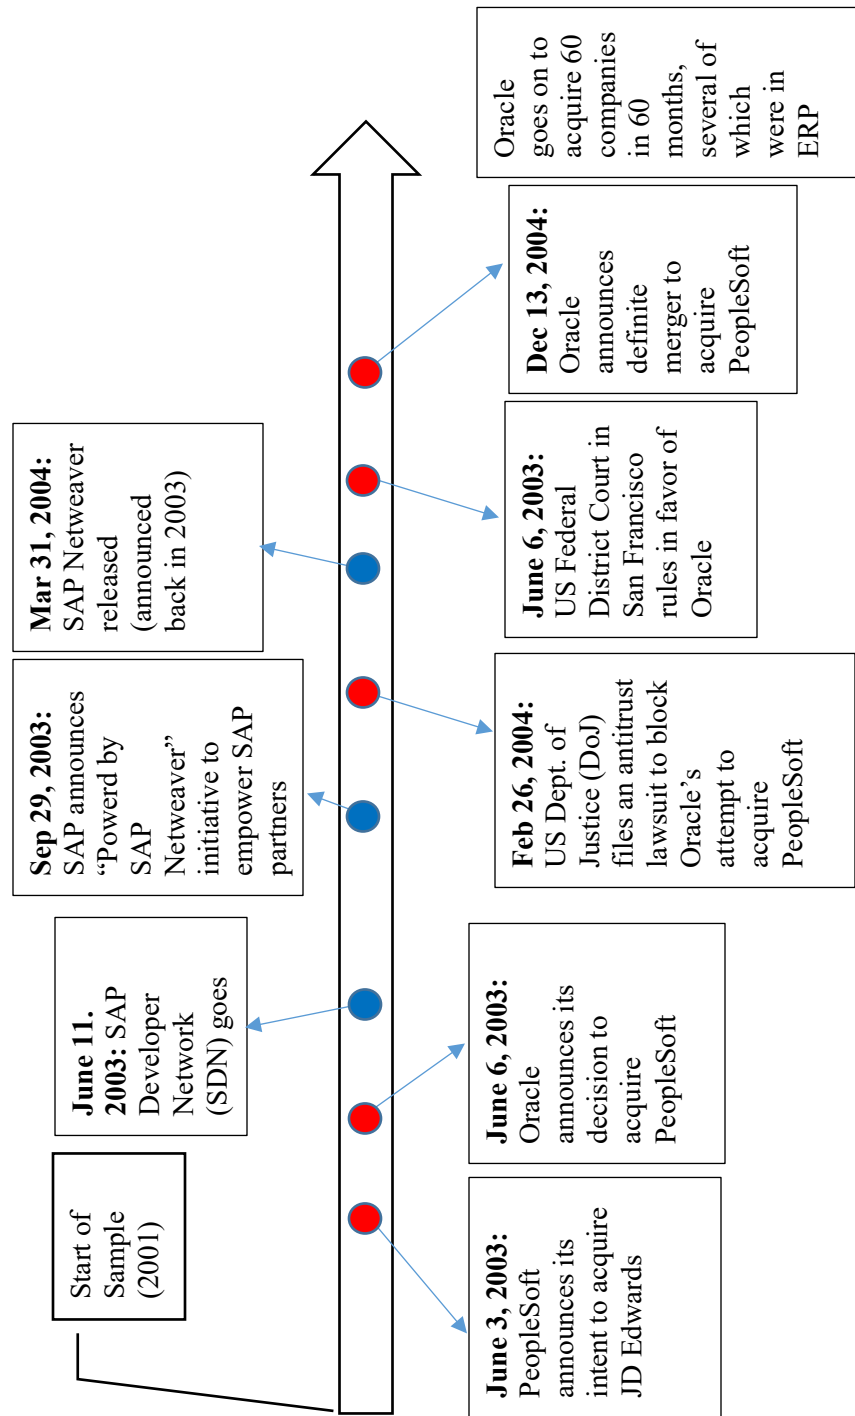 Start of
Sample
(2001)
June 11.
2003: SAP
Developer
Network
(SDN) goes
Sep 29, 2003:
SAP announces
“Powerd by
SAP
Netweaver”
initiative to
empower SAP
partners
Mar 31, 2004:
SAP Netweaver
released
(announced
back in 2003)
June 3, 2003:
PeopleSoft
announces its
intent to acquire
JD Edwards
June 6, 2003:
Oracle
announces its
decision to
acquire
PeopleSoft
Feb 26, 2004:
US Dept. of
Justice (DoJ)
files an antitrust
lawsuit to block
Oracle’s
attempt to
acquire
PeopleSoft
June 6, 2003:
US Federal
District Court in
San Francisco
rules in favor of
Oracle
Dec 13, 2004:
Oracle
announces
definite
merger to
acquire
PeopleSoft
Oracle
goes on to
acquire 60
companies
in 60
months,
several of
which
were in
ERP